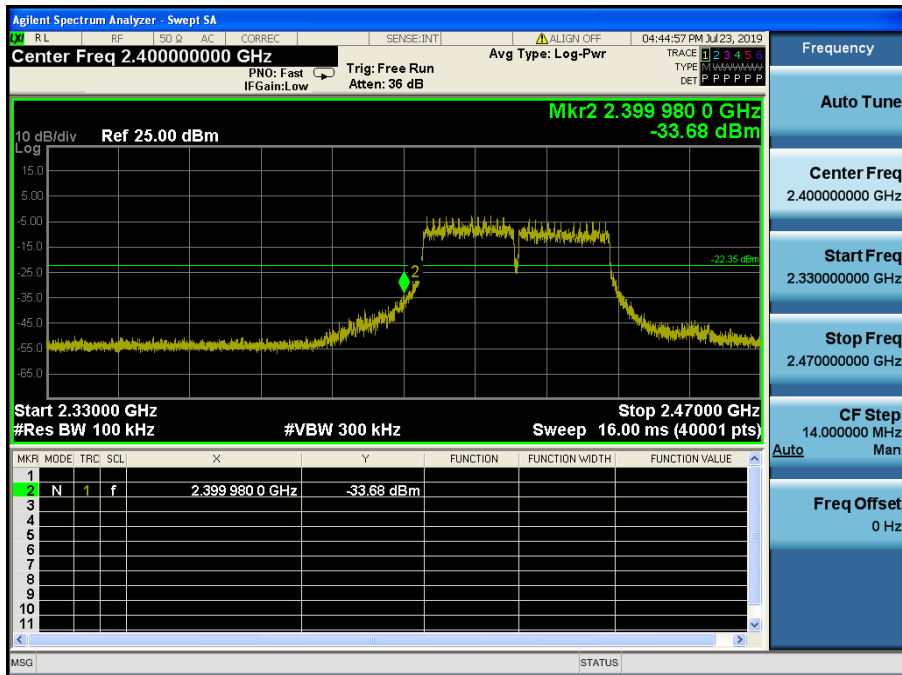 Agilent Spectrum Analyzer - Swept SA
LXI RL RF 50 Ω AC CORREC SENSE:INT ALIGN OFF 04:44:57 PM Jul 23, 2019
Center Freq 2.400000000 GHz
PNO: Fast
IFGain:Low
Trig: Free Run
Atten: 36 dB
Avg Type: Log-Pwr
TRACE 1 2 3 4 5 6
TYPE M WWWWW
DET P P P P P P
Mkr2 2.399 980 0 GHz
-33.68 dBm
10 dB/div Ref 25.00 dBm
Log
15.0
5.00
-5.00
-15.0
-22.35 dBm
-25.0
2
-35.0
-45.0
-55.0
-65.0
Start 2.33000 GHz Stop 2.47000 GHz
#Res BW 100 kHz #VBW 300 kHz Sweep 16.00 ms (40001 pts)
MKR MODE TRC SCL X Y FUNCTION FUNCTION WIDTH FUNCTION VALUE
1
2 N 1 f 2.399 980 0 GHz -33.68 dBm
3
4
5
6
7
8
9
10
11
MSG STATUS
Frequency
Auto Tune
Center Freq
2.400000000 GHz
Start Freq
2.330000000 GHz
Stop Freq
2.470000000 GHz
CF Step
14.000000 MHz
Auto Man
Freq Offset
0 Hz